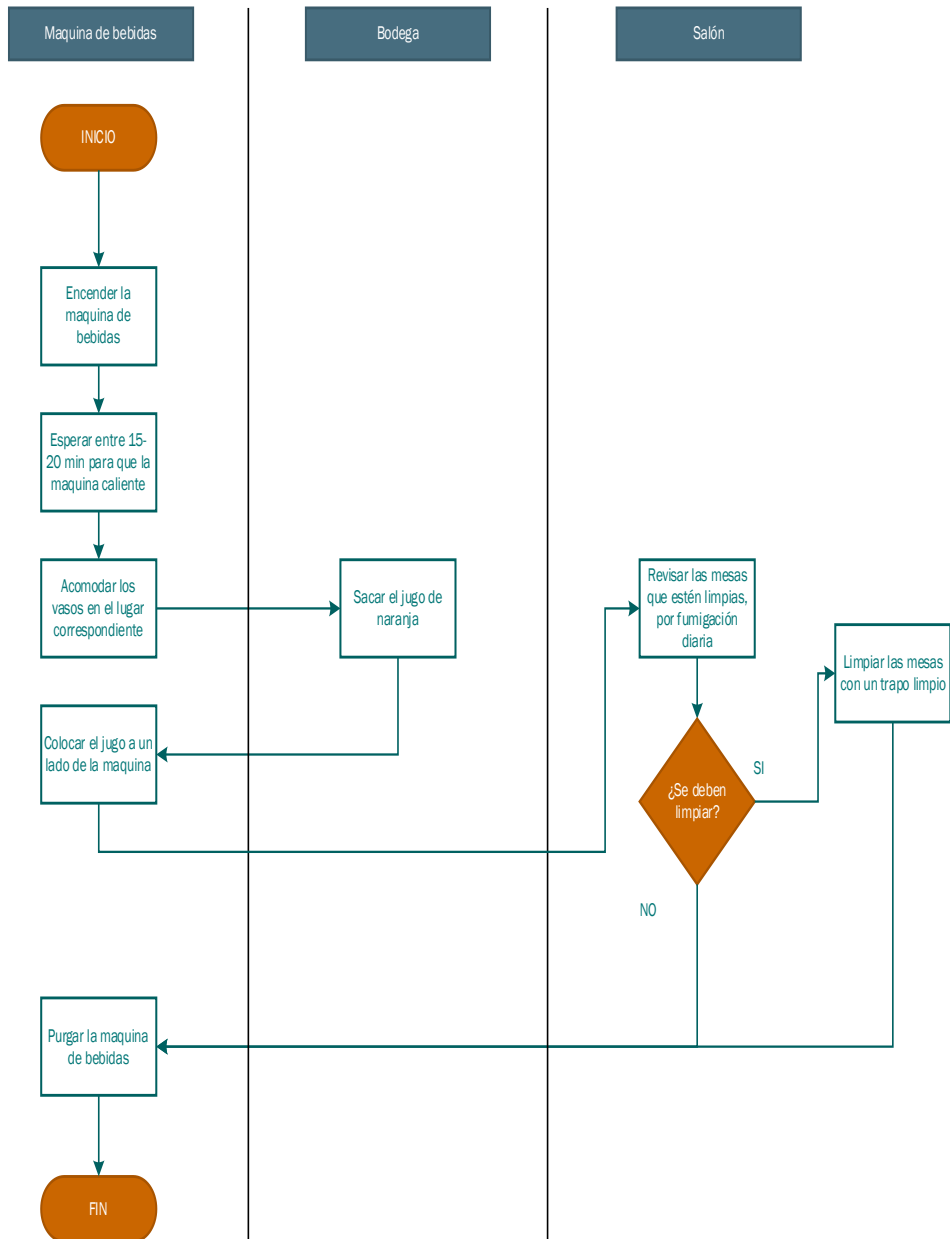 Maquina de bebidas
Bodega
Salón
INICIO
Encender la
maquina de
bebidas
Esperar entre 15-
20 min para que la
maquina caliente
Acomodar los
vasos en el lugar
correspondiente
Sacar el jugo de
naranja
Colocar el jugo a un
lado de la maquina
Revisar las mesas
que estén limpias,
por fumigación
diaria
¿Se deben
limpiar?
SI
Limpiar las mesas
con un trapo limpio
NO
Purgar la maquina
de bebidas
FIN